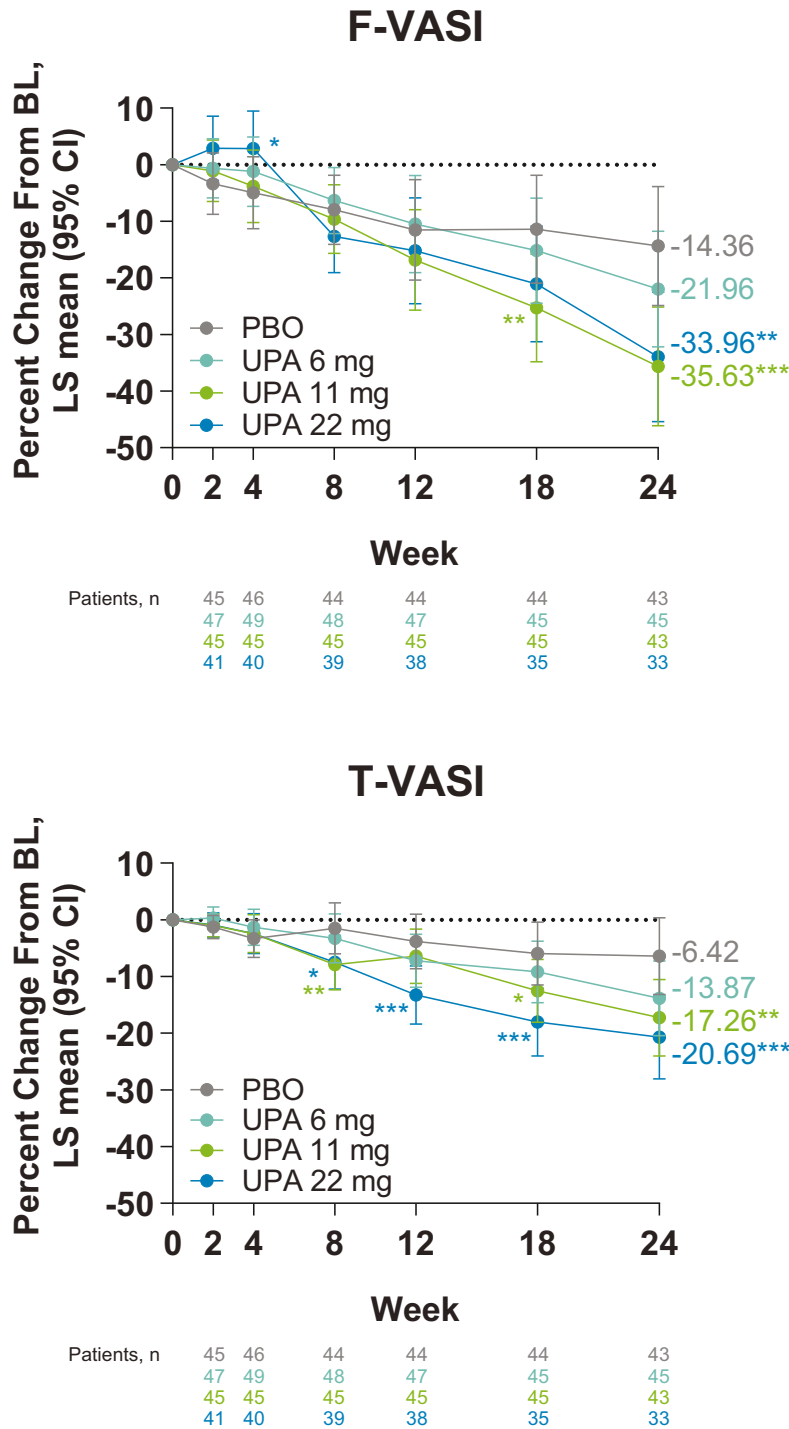 F-VASI
Percent Change From BL,
LS mean (95% CI)
10
0
-10
-20
-30
-40
-50
*
**
-14.36
-21.96
-33.96**
-35.63***
PBO
UPA 6 mg
UPA 11 mg
UPA 22 mg
0 2 4 8 12 18 24
Week
Patients, n 45 46 44 44 44 43
47 49 48 47 45 45
45 45 45 45 45 43
41 40 39 38 35 33
T-VASI
Percent Change From BL,
LS mean (95% CI)
10
0
-10
-20
-30
-40
-50
*
**
***
*
***
-6.42
-13.87
-17.26**
-20.69***
PBO
UPA 6 mg
UPA 11 mg
UPA 22 mg
0 2 4 8 12 18 24
Week
Patients, n 45 46 44 44 44 43
47 49 48 47 45 45
45 45 45 45 45 43
41 40 39 38 35 33